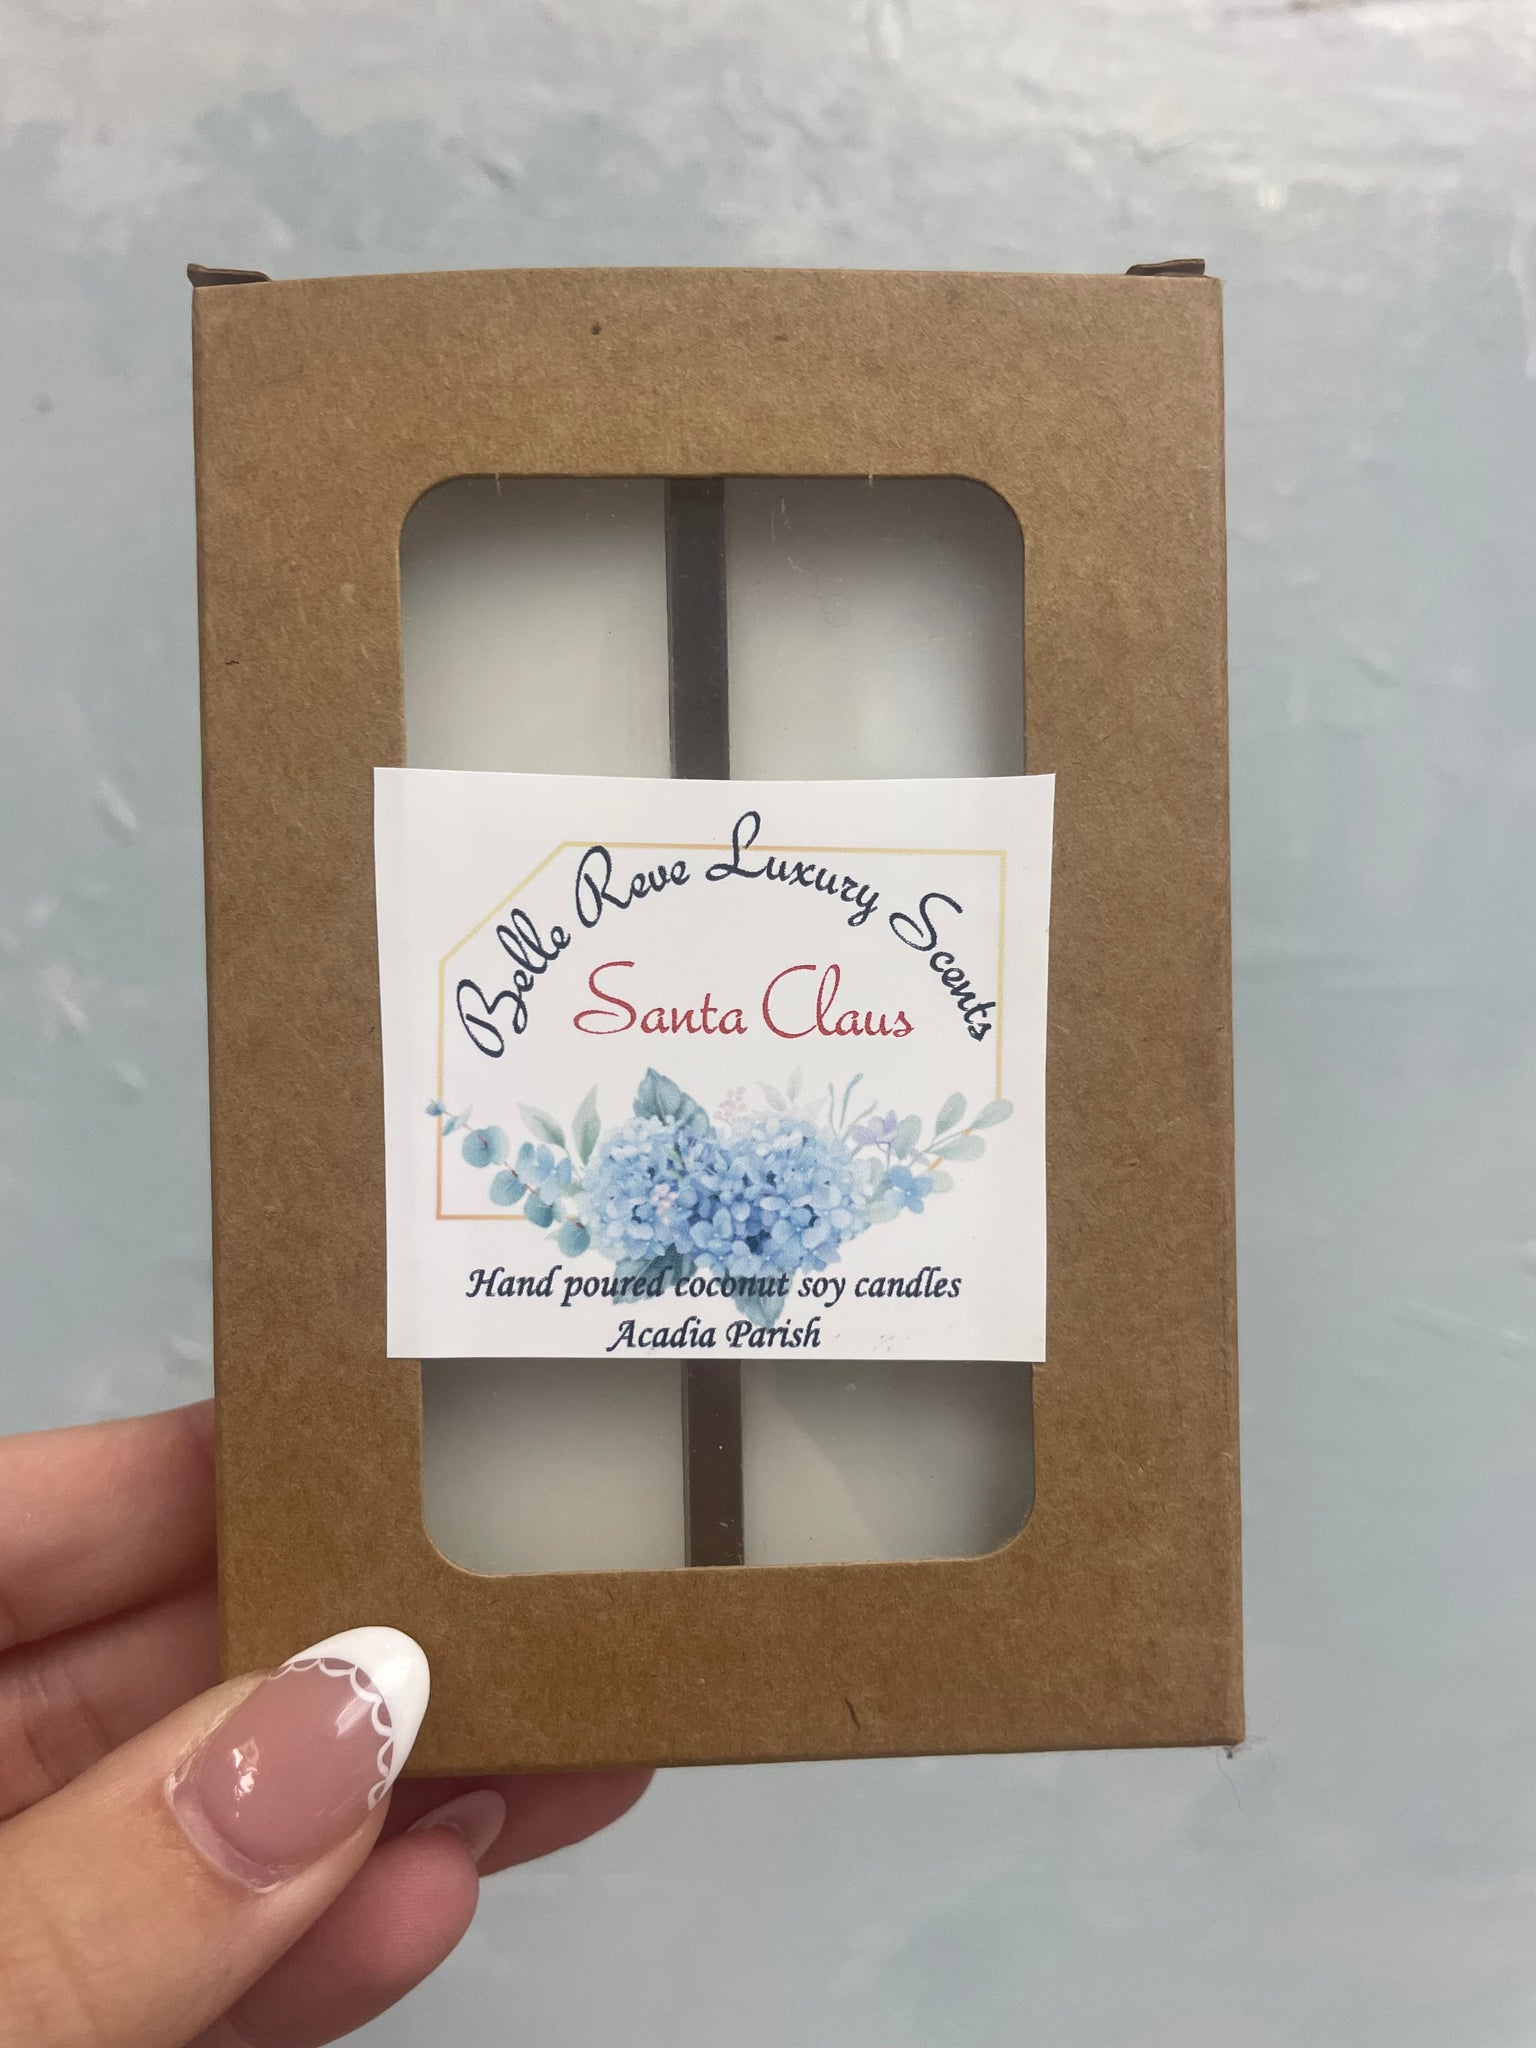 Belle Reve Luxury Scents
Santa Claus
Hand poured coconut soy candles
Acadia Parish